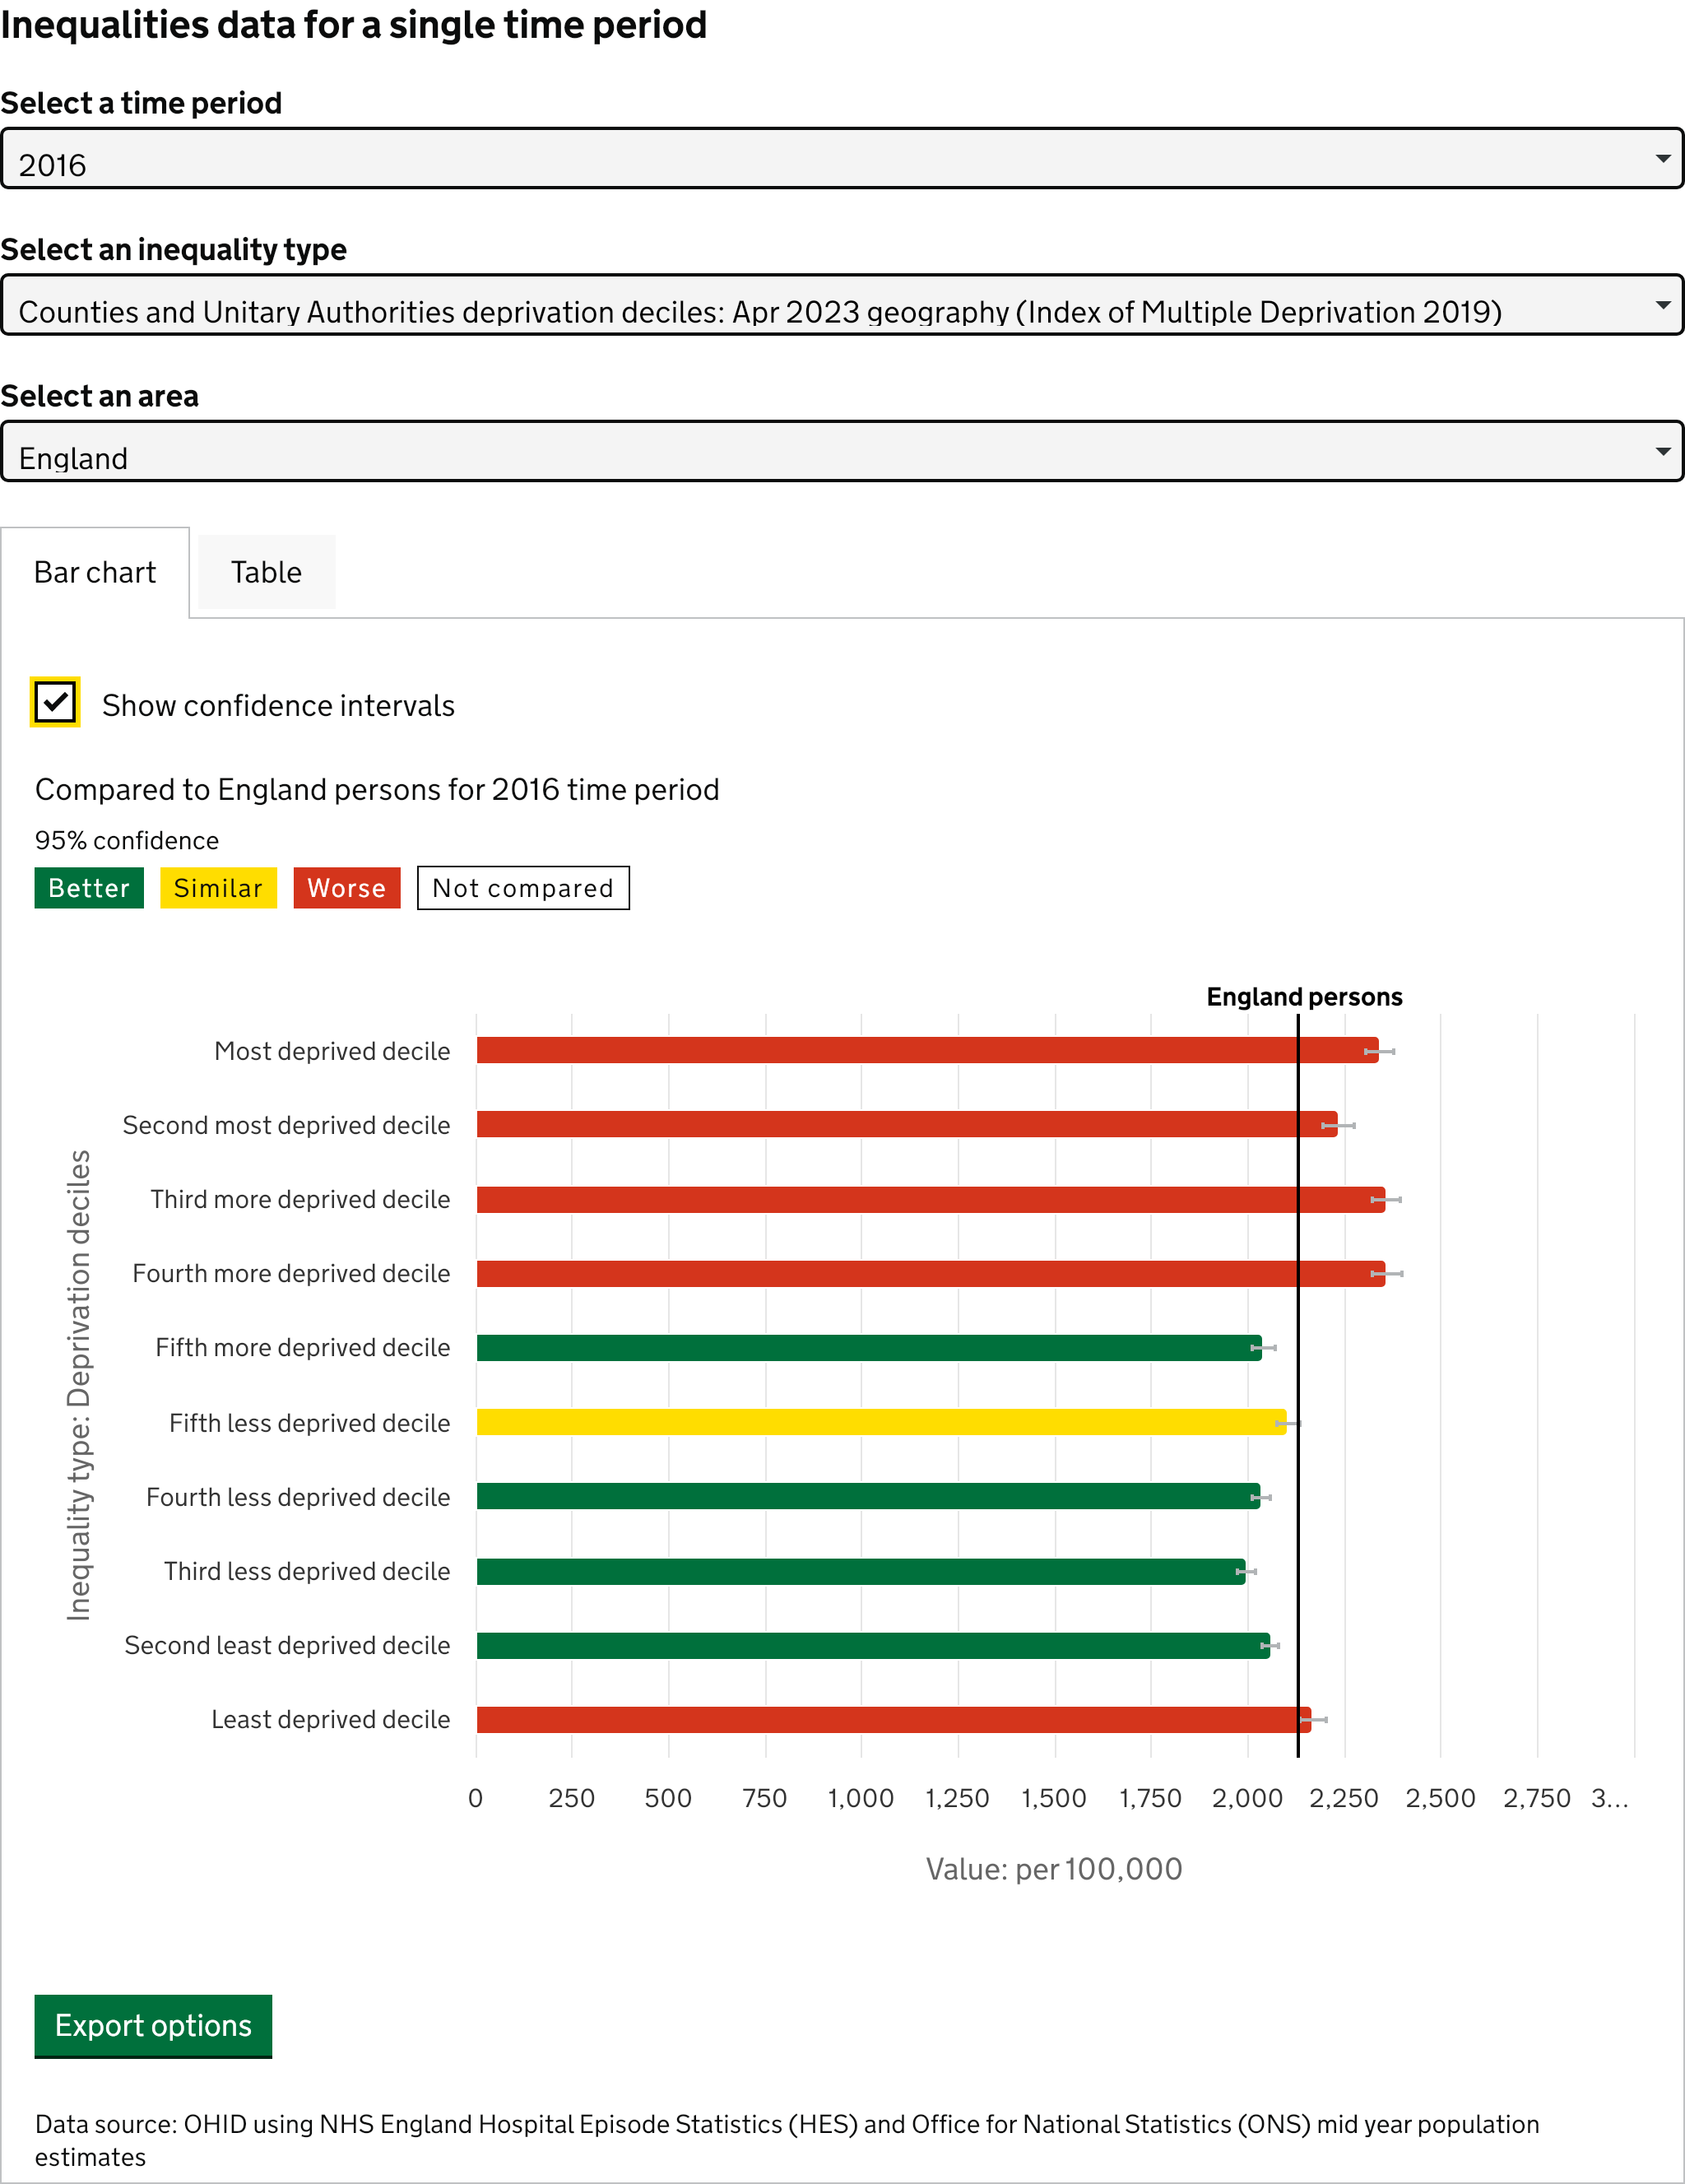 Inequalities data for a single time period
Select a time period
2016
Select an inequality type
Counties and Unitary Authorities deprivation deciles: Apr 2023 geography (Index of Multiple Deprivation 2019)
Select an area
England
Bar chart
Table
Show confidence intervals
Compared to England persons for 2016 time period
95% confidence
Better
Similar
Worse
Not compared
England persons
Inequality type: Deprivation deciles
Most deprived decile
Second most deprived decile
Third more deprived decile
Fourth more deprived decile
Fifth more deprived decile
Fifth less deprived decile
Fourth less deprived decile
Third less deprived decile
Second least deprived decile
Least deprived decile
0 250 500 750 1,000 1,250 1,500 1,750 2,000 2,250 2,500 2,750 3...
Value: per 100,000
Export options
Data source: OHID using NHS England Hospital Episode Statistics (HES) and Office for National Statistics (ONS) mid year population
estimates